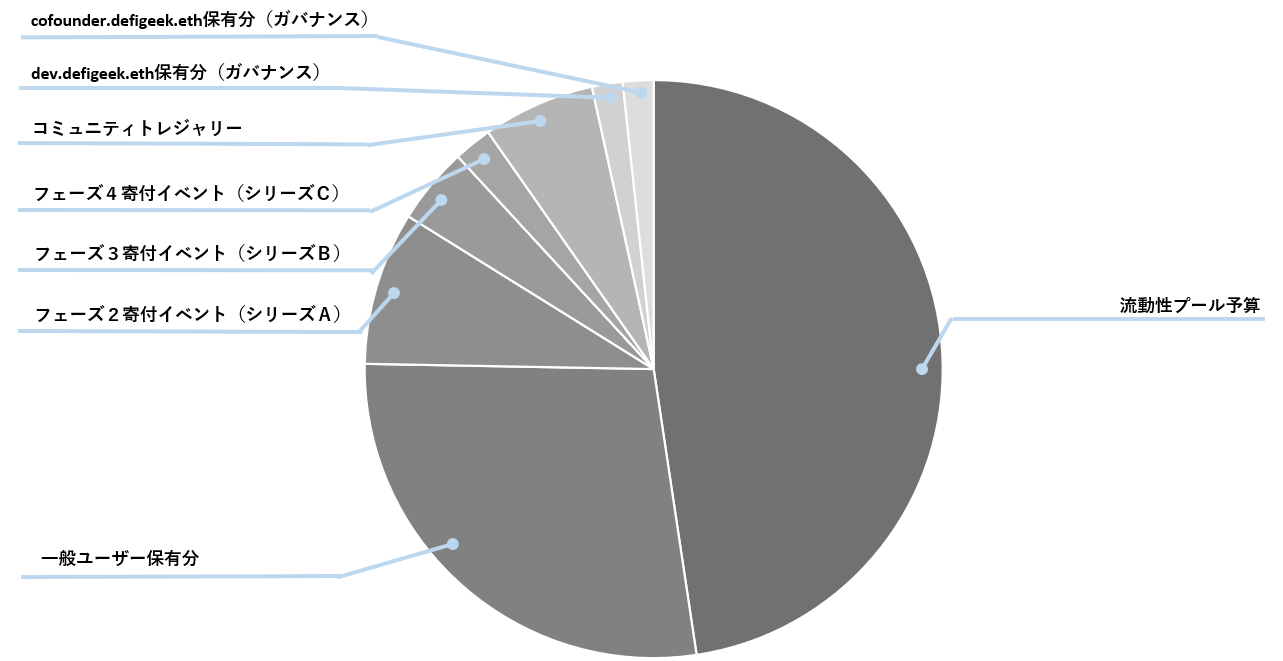 cofounder.defigeek.eth保有分（ガバナンス）
dev.defigeek.eth保有分（ガバナンス）
コミュニティトレジャリー
フェーズ４寄付イベント（シリーズＣ）
フェーズ３寄付イベント（シリーズＢ）
フェーズ２寄付イベント（シリーズＡ）
流動性プール予算
一般ユーザー保有分